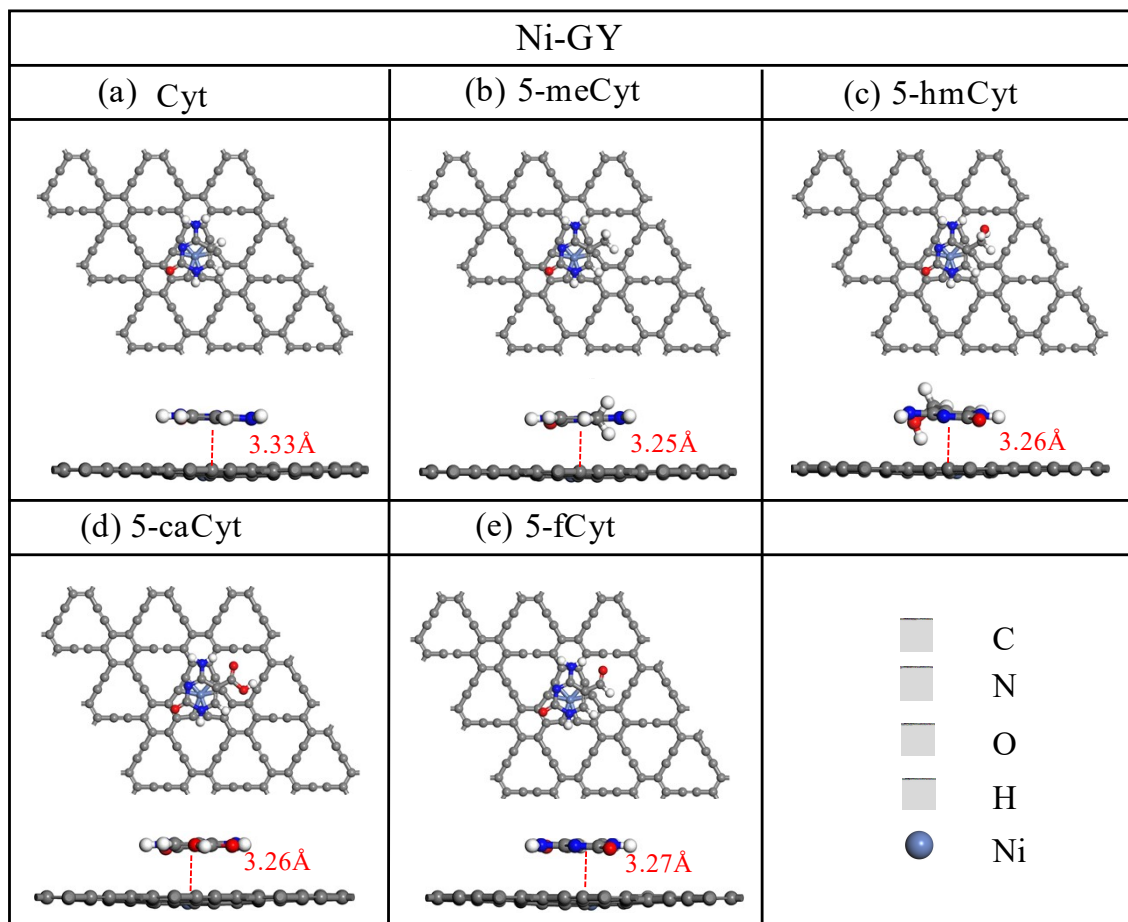 Ni-GY
(a) Cyt
(b) 5-meCyt
(c) 5-hmCyt
3.33Å
3.25Å
3.26Å
(d) 5-caCyt
(e) 5-fCyt
3.26Å
3.27Å
C
N
O
H
Ni